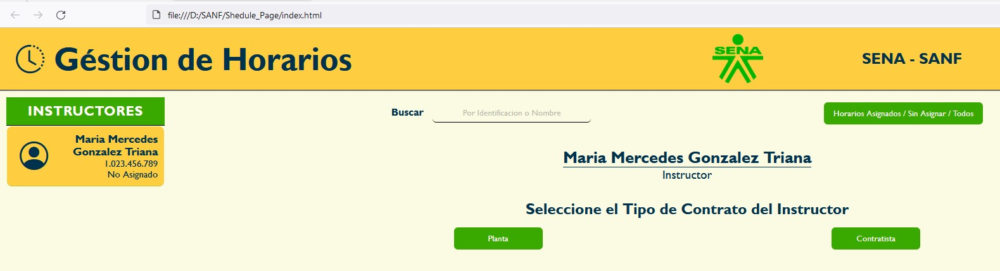 file:///D:/SANF/Shedule_Page/index.html
Géstion de Horarios
SENA
SENA - SANF
INSTRUCTORES
Maria Mercedes
Gonzalez Triana
1.023.456.789
No Asignado
Buscar
Por Identificacion o Nombre
Horarios Asignados / Sin Asignar / Todos
Maria Mercedes Gonzalez Triana
Instructor
Seleccione el Tipo de Contrato del Instructor
Planta
Contratista